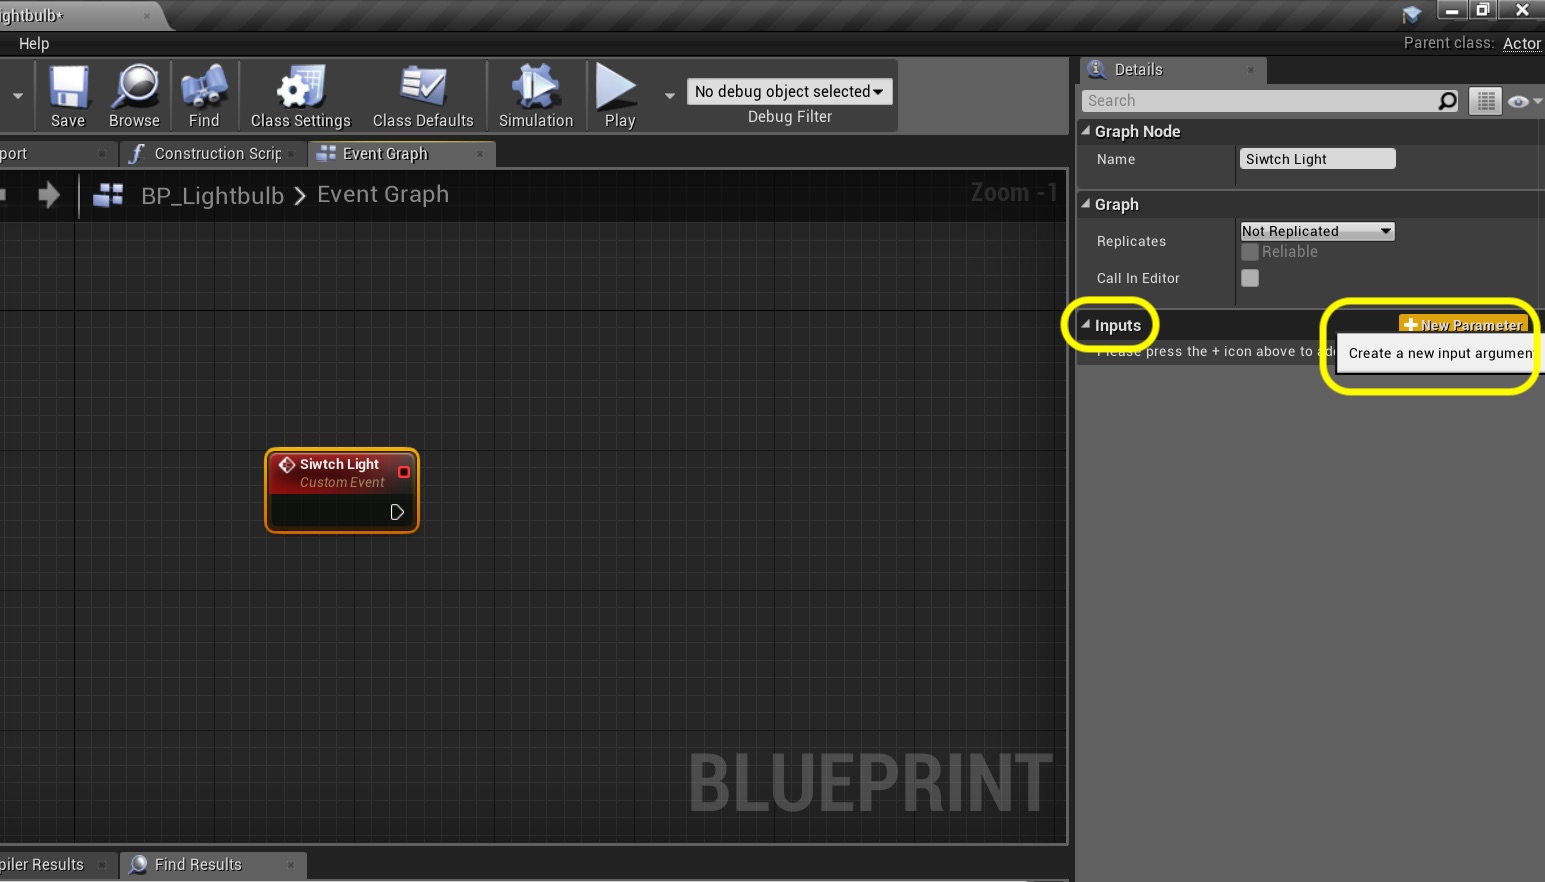 ightbulb*
Help
Parent class: Actor
Save
Browse
Find
Class Settings
Class Defaults
Simulation
Play
No debug object selected
Debug Filter
port
Construction Scrip
Event Graph
BP_Lightbulb > Event Graph
Zoom -1
Siwtch Light
Custom Event
BLUEPRINT
piler Results
Find Results
Details
Search
Graph Node
Name
Siwtch Light
Graph
Replicates
Not Replicated
Reliable
Call In Editor
Inputs
New Parameter
Please press the + icon above to add
Create a new input argument